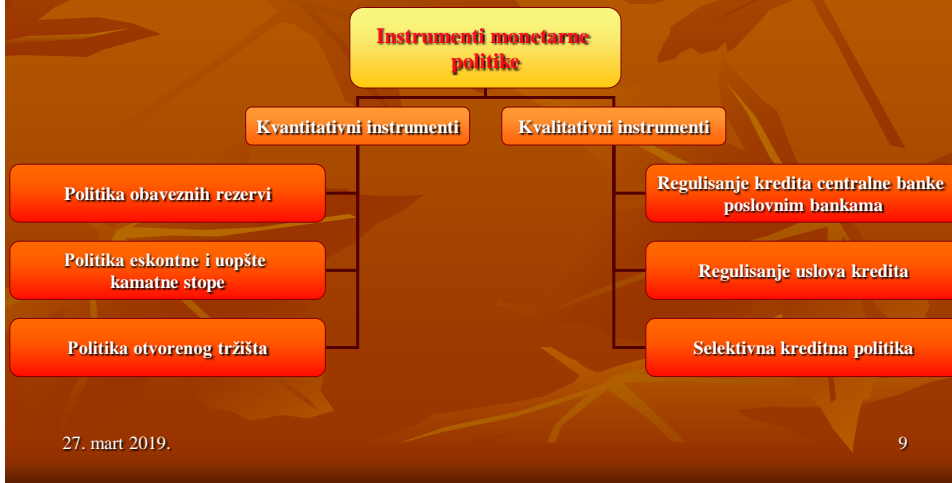 Instrumenti monetarne
politike
Kvantitativni instrumenti
Kvalitativni instrumenti
Politika obaveznih rezervi
Politika eskontne i uopšte
kamatne stope
Politika otvorenog tržišta
Regulisanje kredita centralne banke
poslovnim bankama
Regulisanje uslova kredita
Selektivna kreditna politika
27. mart 2019.
9